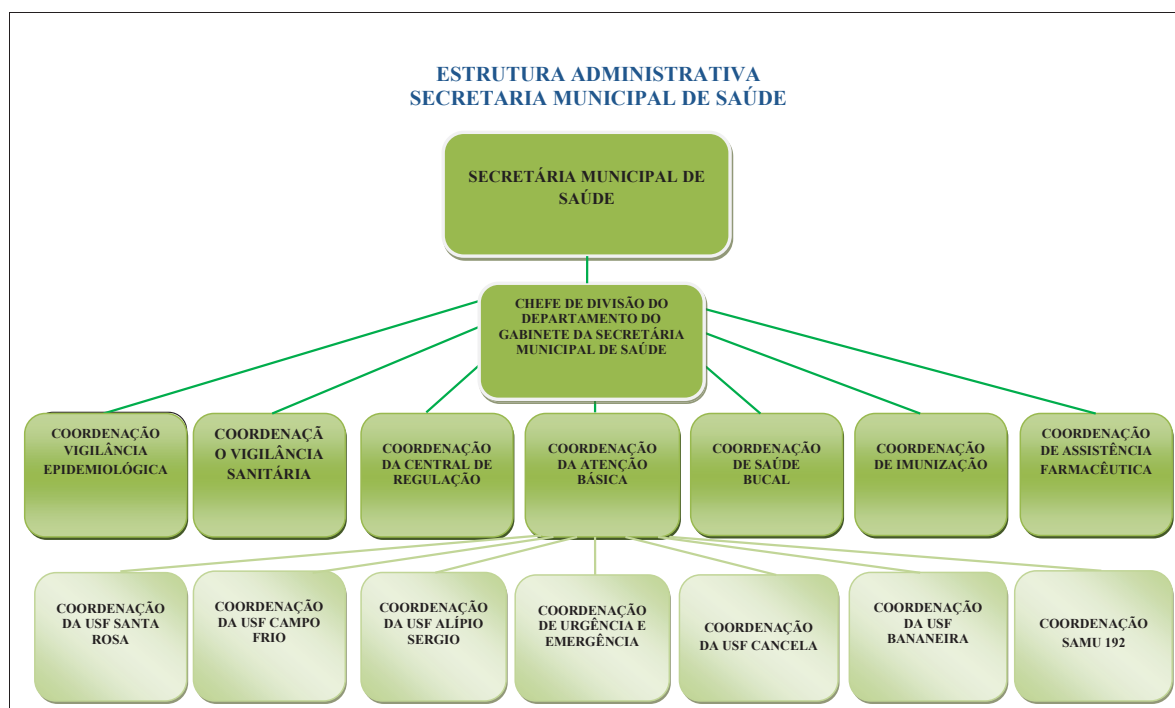 ESTRUTURA ADMINISTRATIVA
SECRETARIA MUNICIPAL DE SAÚDE
SECRETÁRIA MUNICIPAL DE
SAÚDE
CHEFE DE DIVISÃO DO
DEPARTAMENTO DO
GABINETE DA SECRETÁRIA
MUNICIPAL DE SAÚDE
COORDENAÇÃO
VIGILÂNCIA
EPIDEMIOLÓGICA
COORDENAÇÃ
O VIGILÂNCIA
SANITÁRIA
COORDENAÇÃO
DA CENTRAL DE
REGULAÇÃO
COORDENAÇÃO
DA ATENÇÃO
BÁSICA
COORDENAÇÃO
DE SAÚDE
BUCAL
COORDENAÇÃO
DE IMUNIZAÇÃO
COORDENAÇÃO
DE ASSISTÊNCIA
FARMACÊUTICA
COORDENAÇÃO
DA USF SANTA
ROSA
COORDENAÇÃO
DA USF CAMPO
FRIO
COORDENAÇÃO
DA USF ALÍPIO
SERGIO
COORDENAÇÃO
DE URGÊNCIA E
EMERGÊNCIA
COORDENAÇÃO
DA USF CANCELA
COORDENAÇÃO
DA USF
BANANEIRA
COORDENAÇÃO
SAMU 192